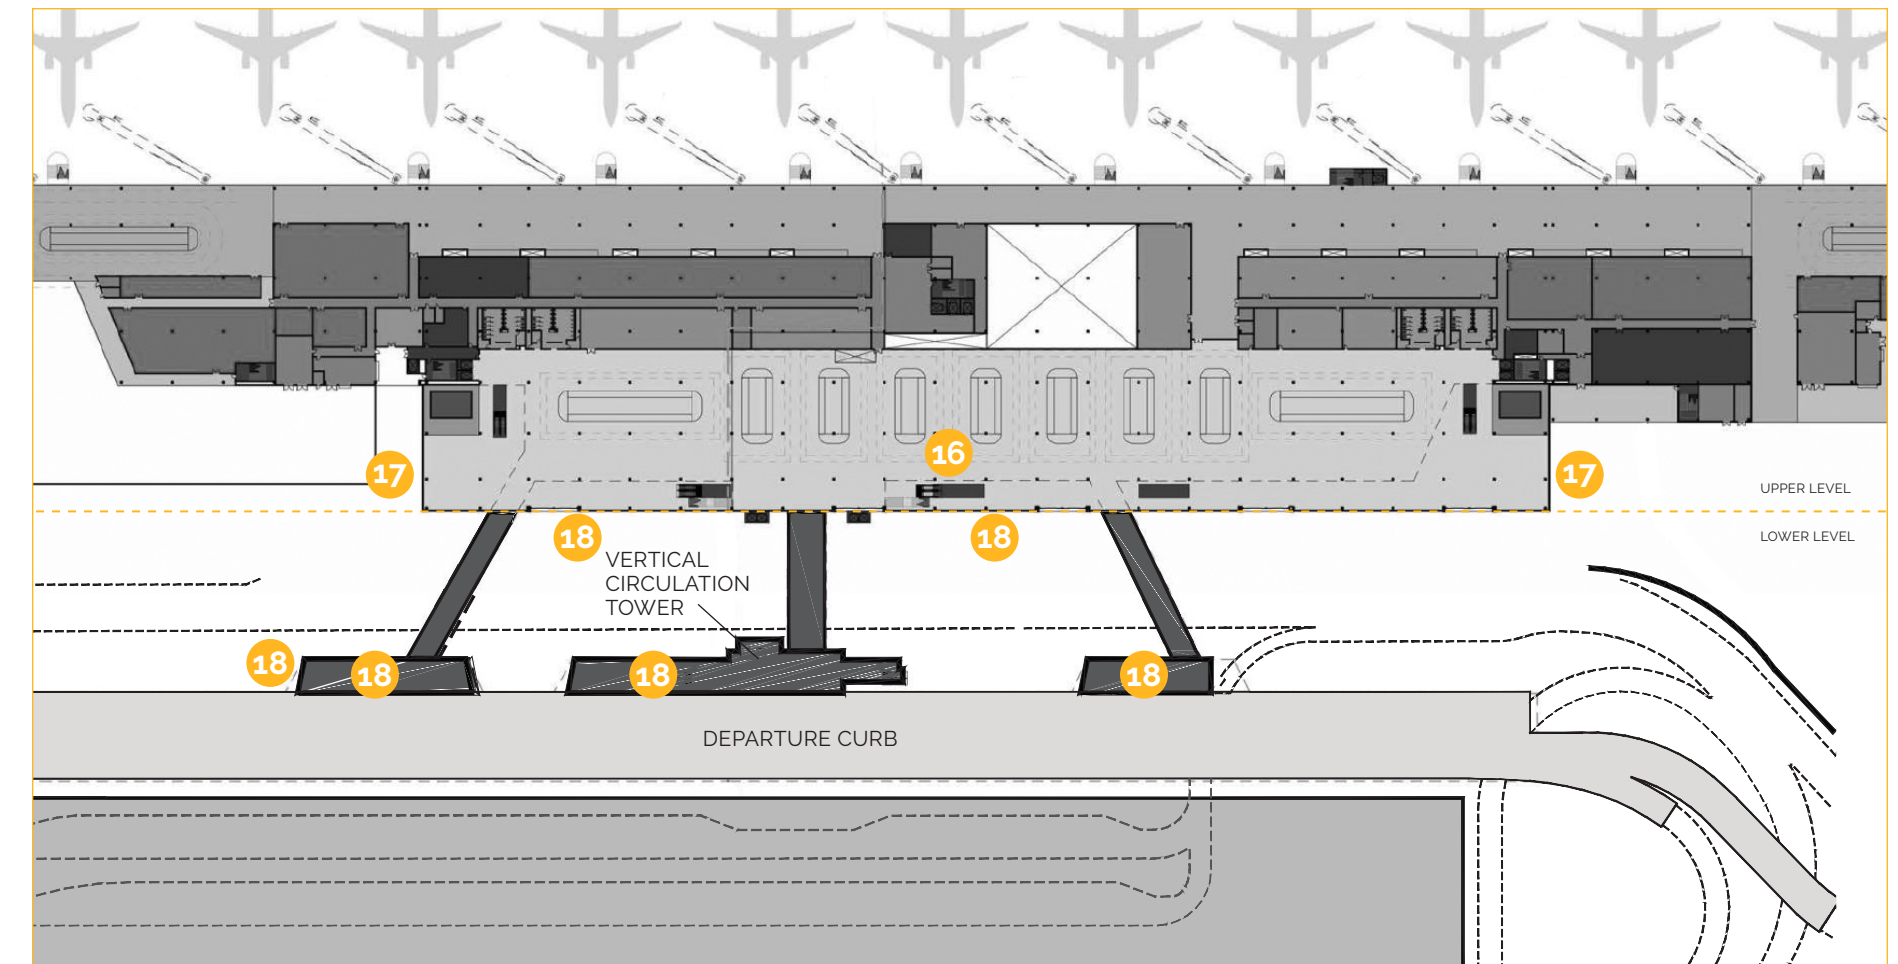 16
17
17
UPPER LEVEL
LOWER LEVEL
18
18
VERTICAL
CIRCULATION
TOWER
18
18
18
18
DEPARTURE CURB